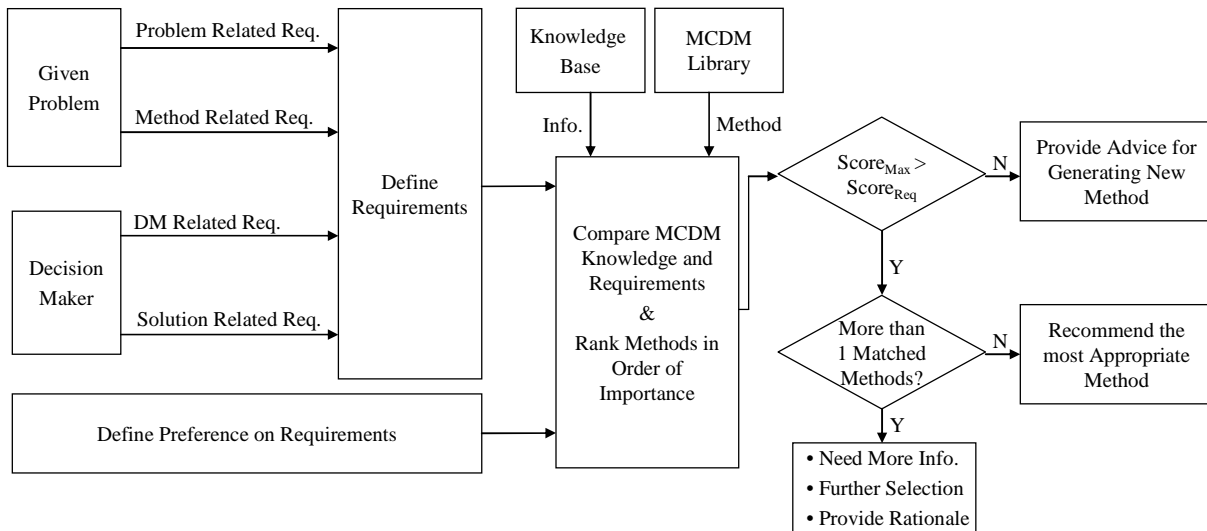 Problem Related Req.
Given
Problem
Method Related Req.
DM Related Req.
Decision
Maker
Solution Related Req.
Define
Requirements
Define Preference on Requirements
Knowledge
Base
MCDM
Library
Info.
Method
Compare MCDM
Knowledge and
Requirements
&
Rank Methods in
Order of
Importance
ScoreMax >
ScoreReq
N
Provide Advice for
Generating New
Method
Y
More than
1 Matched
Methods?
N
Recommend the
most Appropriate
Method
Y
• Need More Info.
• Further Selection
• Provide Rationale